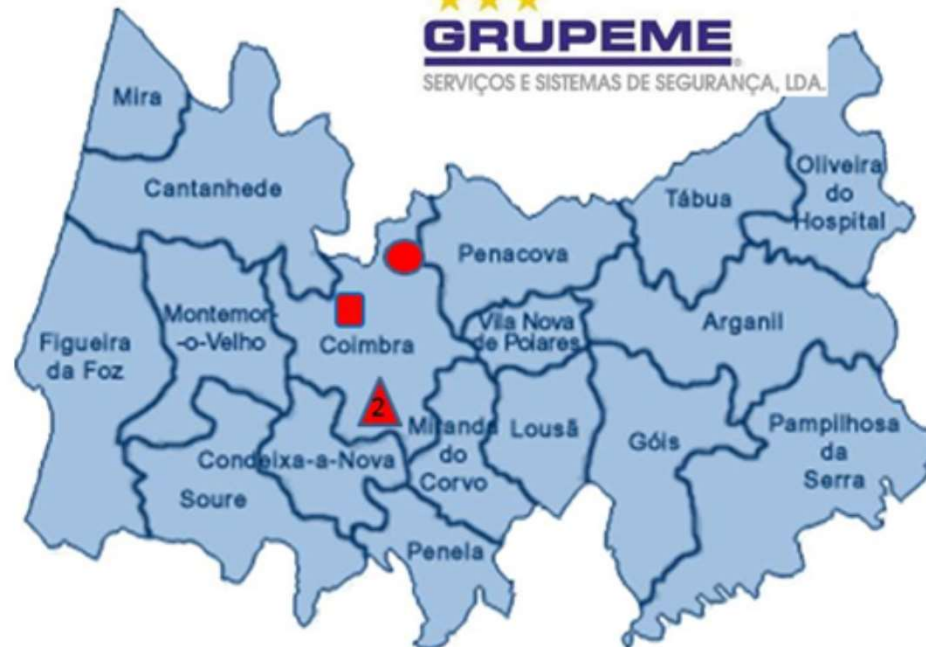 GRUPEME
SERVIÇOS E SISTEMAS DE SEGURANÇA, LDA.
Mira
Cantanhede
Oliveira
do
Hospital
Tábua
Penacova
Montemor-
-o-Velho
Vila Nova
de Polares
Arganil
Figueira
da Foz
Coimbra
2
Miranda
do
Corvo
Lousã
Góis
Pampilhosa
da
Serra
Condeixa-a-Nova
Soure
Penela